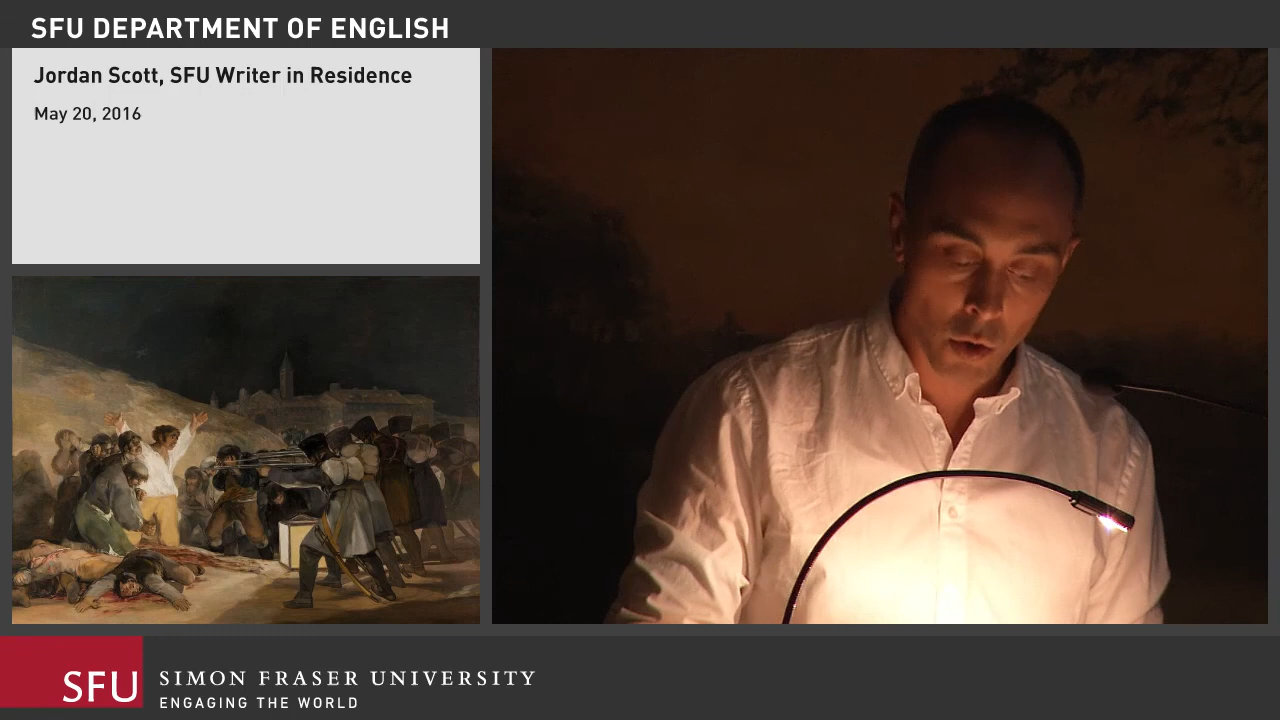 SFU DEPARTMENT OF ENGLISH
Jordan Scott, SFU Writer in Residence
May 20, 2016
SFU
SIMON FRASER UNIVERSITY
ENGAGING THE WORLD